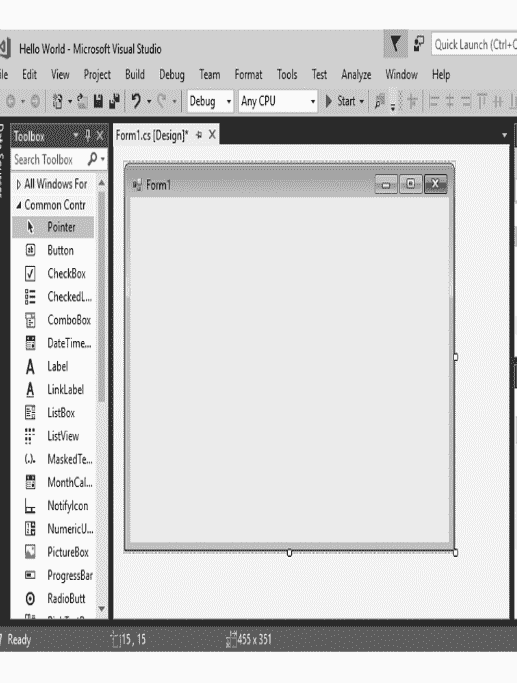 Hello World - Microsoft Visual Studio
Quick Launch (Ctrl+
Edit View Project Build Debug Team Format Tools Test Analyze Window Help
Debug Any CPU Start
Toolbox
Form1.cs [Design]*
Search Toolbox
All Windows For
Common Contr
Pointer
Button
CheckBox
CheckedL...
ComboBox
DateTime...
Label
LinkLabel
ListBox
ListView
MaskedTe...
MonthCal...
NotifyIcon
NumericU...
PictureBox
ProgressBar
RadioButt
Form1
Ready
15, 15
455 x 351